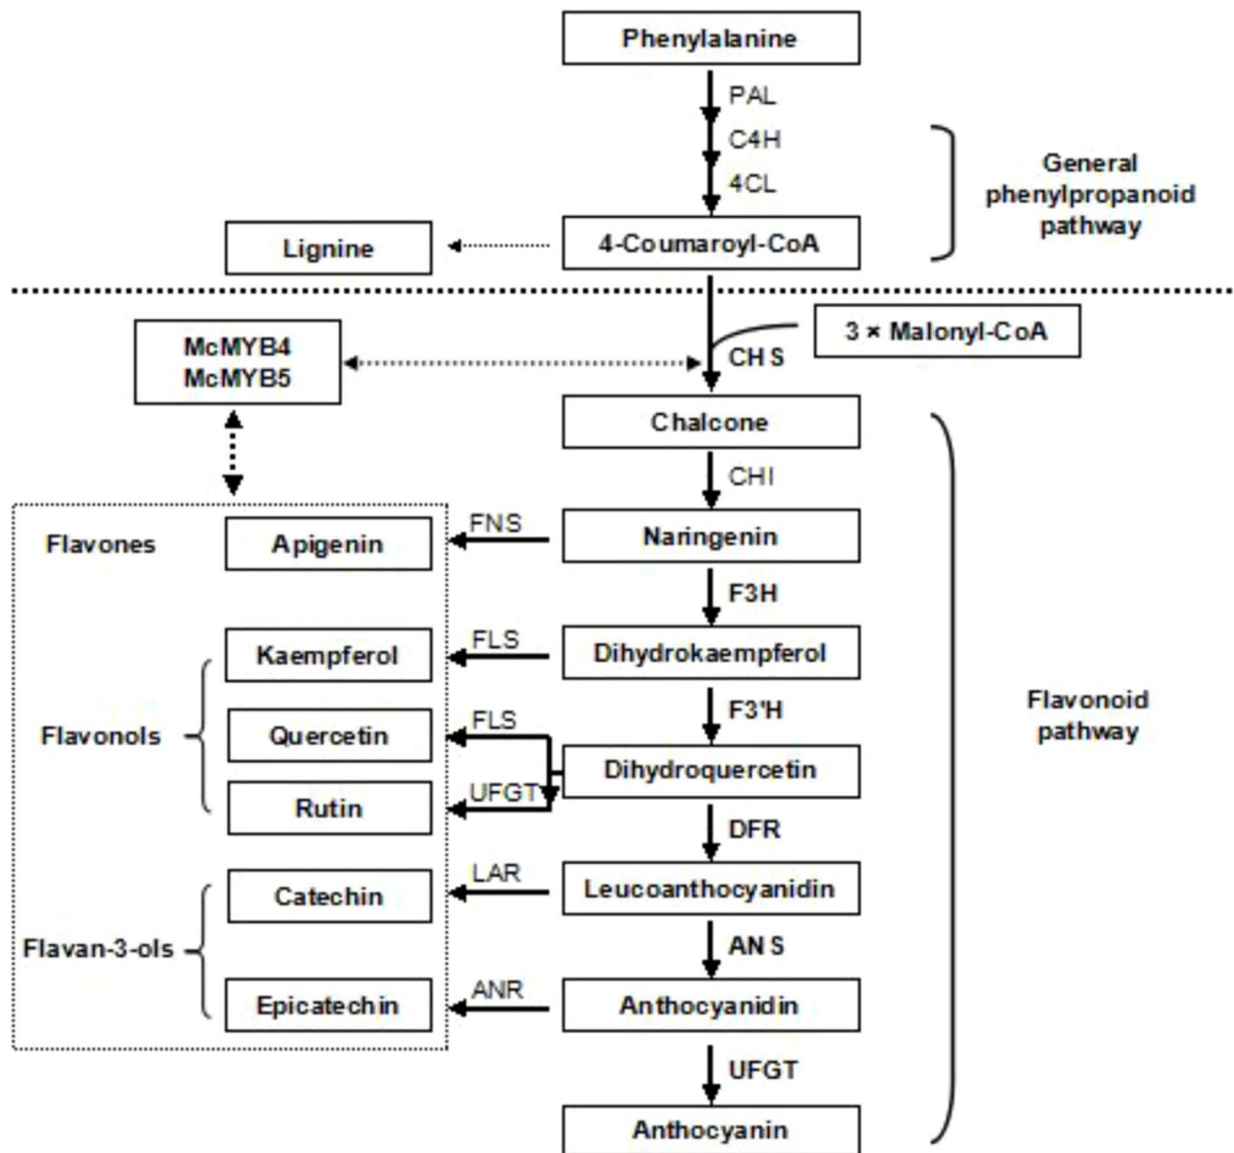 Phenylalanine
PAL
C4H
4CL
General
phenylpropanoid
pathway
Lignine
4-Coumaroyl-CoA
McMYB4
McMYB5
3 × Malonyl-CoA
CHS
Chalcone
CHI
Flavones
Apigenin
FNS
Naringenin
F3H
Kaempferol
FLS
Dihydrokaempferol
F3'H
Flavonoid
pathway
Flavonols
Quercetin
FLS
Dihydroquercetin
Rutin
UFGT
DFR
Catechin
LAR
Leucoanthocyanidin
Flavan-3-ols
ANS
Epicatechin
ANR
Anthocyanidin
UFGT
Anthocyanin